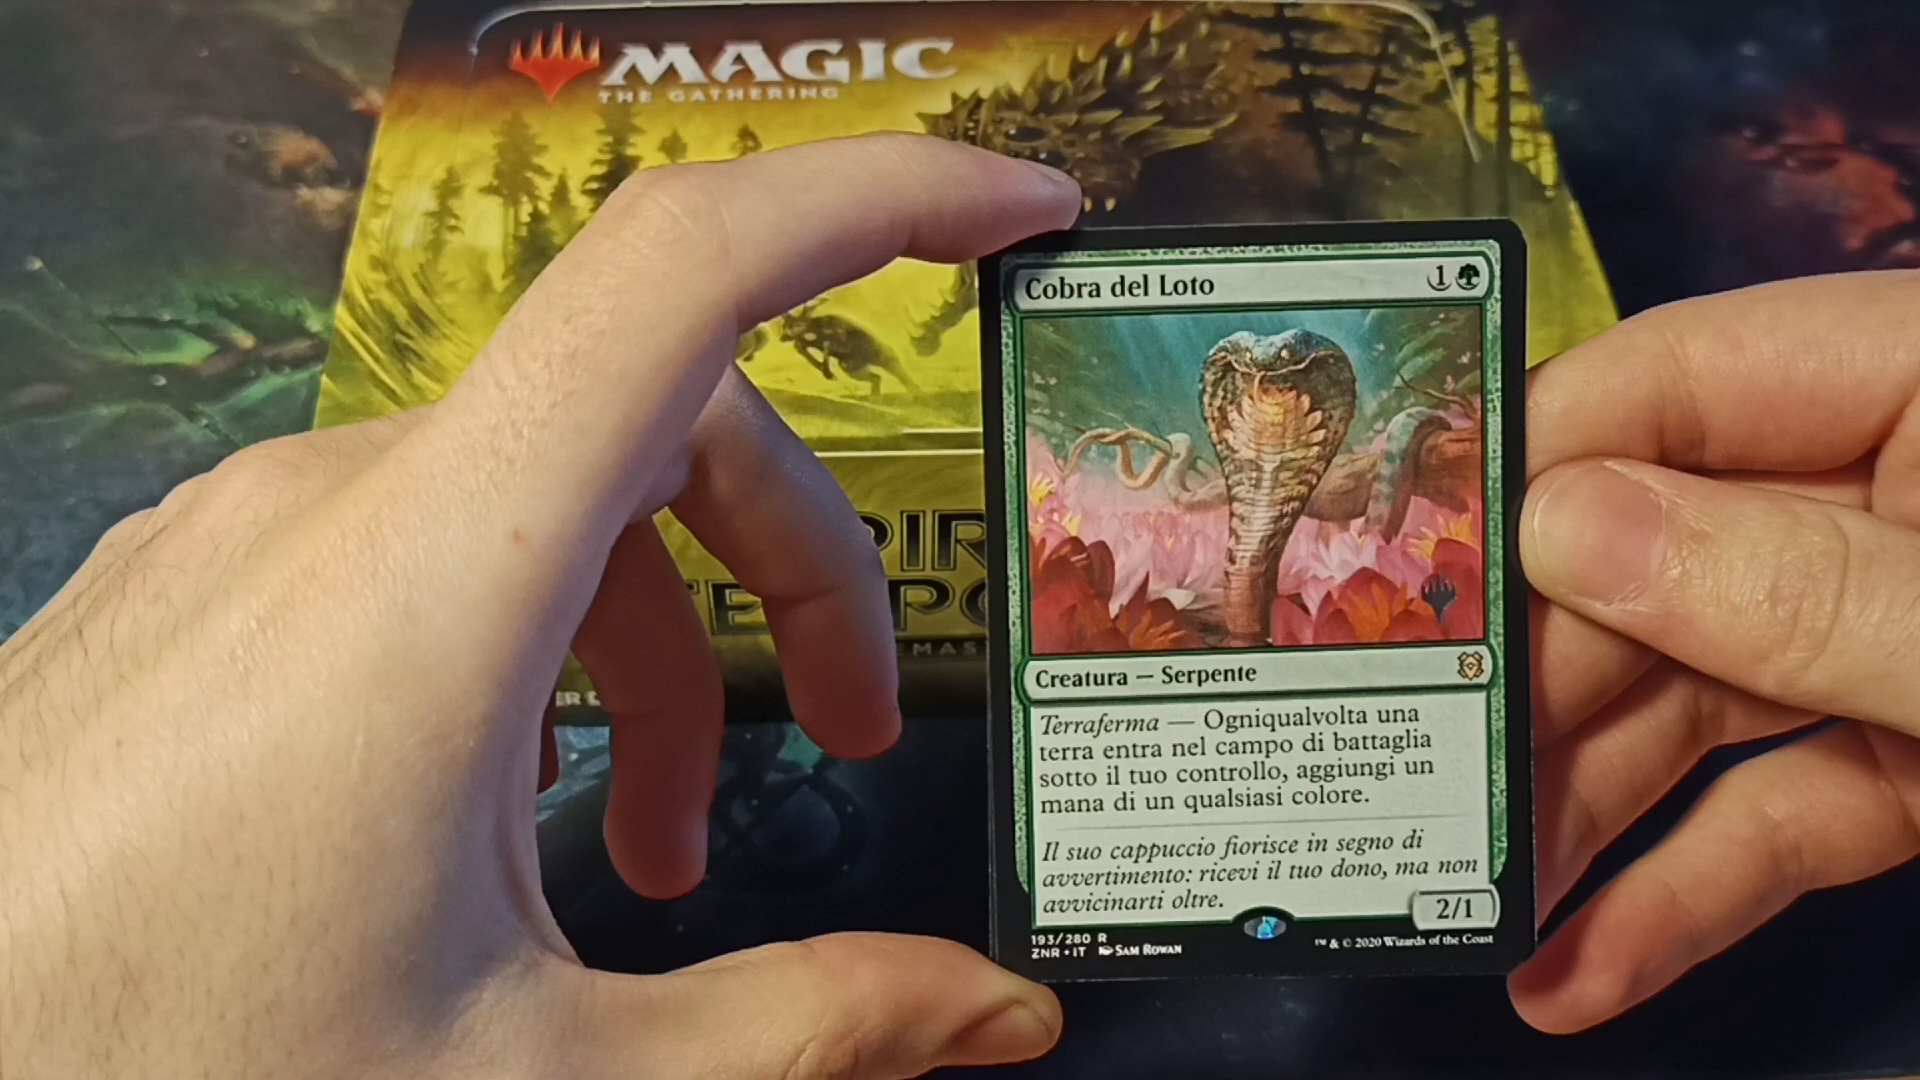 MAGIC
THE GATHERING
Cobra del Loto
1
Creatura — Serpente
Terraferma — Ogniqualvolta una
terra entra nel campo di battaglia
sotto il tuo controllo, aggiungi un
mana di un qualsiasi colore.
Il suo cappuccio fiorisce in segno di
avvertimento: ricevi il tuo dono, ma non
avvicinarti oltre.
2/1
193/280 R
ZNR • IT SAM ROWAN
™ & © 2020 Wizards of the Coast